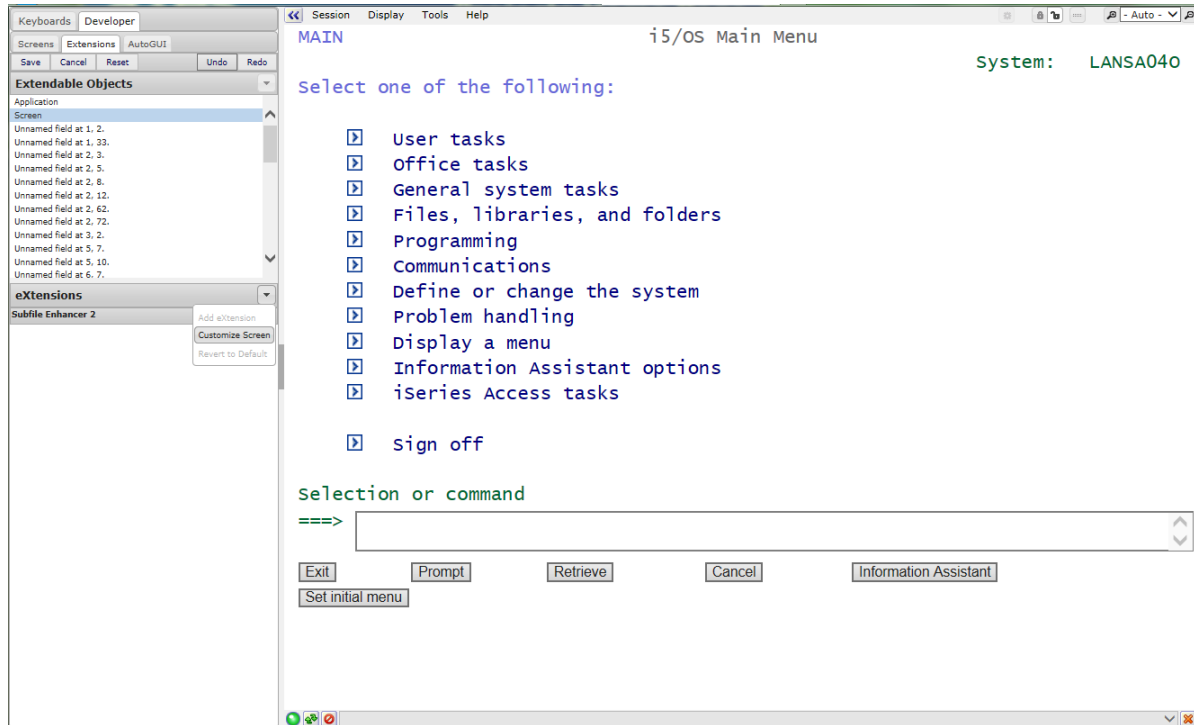 Keyboards Developer
Screens Extensions AutoGUI
Save Cancel Reset Undo Redo
Extendable Objects
Application
Screen
Unnamed field at 1, 2.
Unnamed field at 1, 33.
Unnamed field at 2, 3.
Unnamed field at 2, 5.
Unnamed field at 2, 8.
Unnamed field at 2, 12.
Unnamed field at 2, 62.
Unnamed field at 2, 72.
Unnamed field at 3, 2.
Unnamed field at 5, 7.
Unnamed field at 5, 10.
Unnamed field at 6, 7.
eXtensions
Subfile Enhancer 2
Add eXtension
Customize Screen
Revert to Default
Session Display Tools Help
- Auto -
MAIN i5/OS Main Menu
System: LANSA04O
Select one of the following:
User tasks
Office tasks
General system tasks
Files, libraries, and folders
Programming
Communications
Define or change the system
Problem handling
Display a menu
Information Assistant options
iSeries Access tasks
Sign off
Selection or command
===>
Exit Prompt Retrieve Cancel Information Assistant
Set initial menu